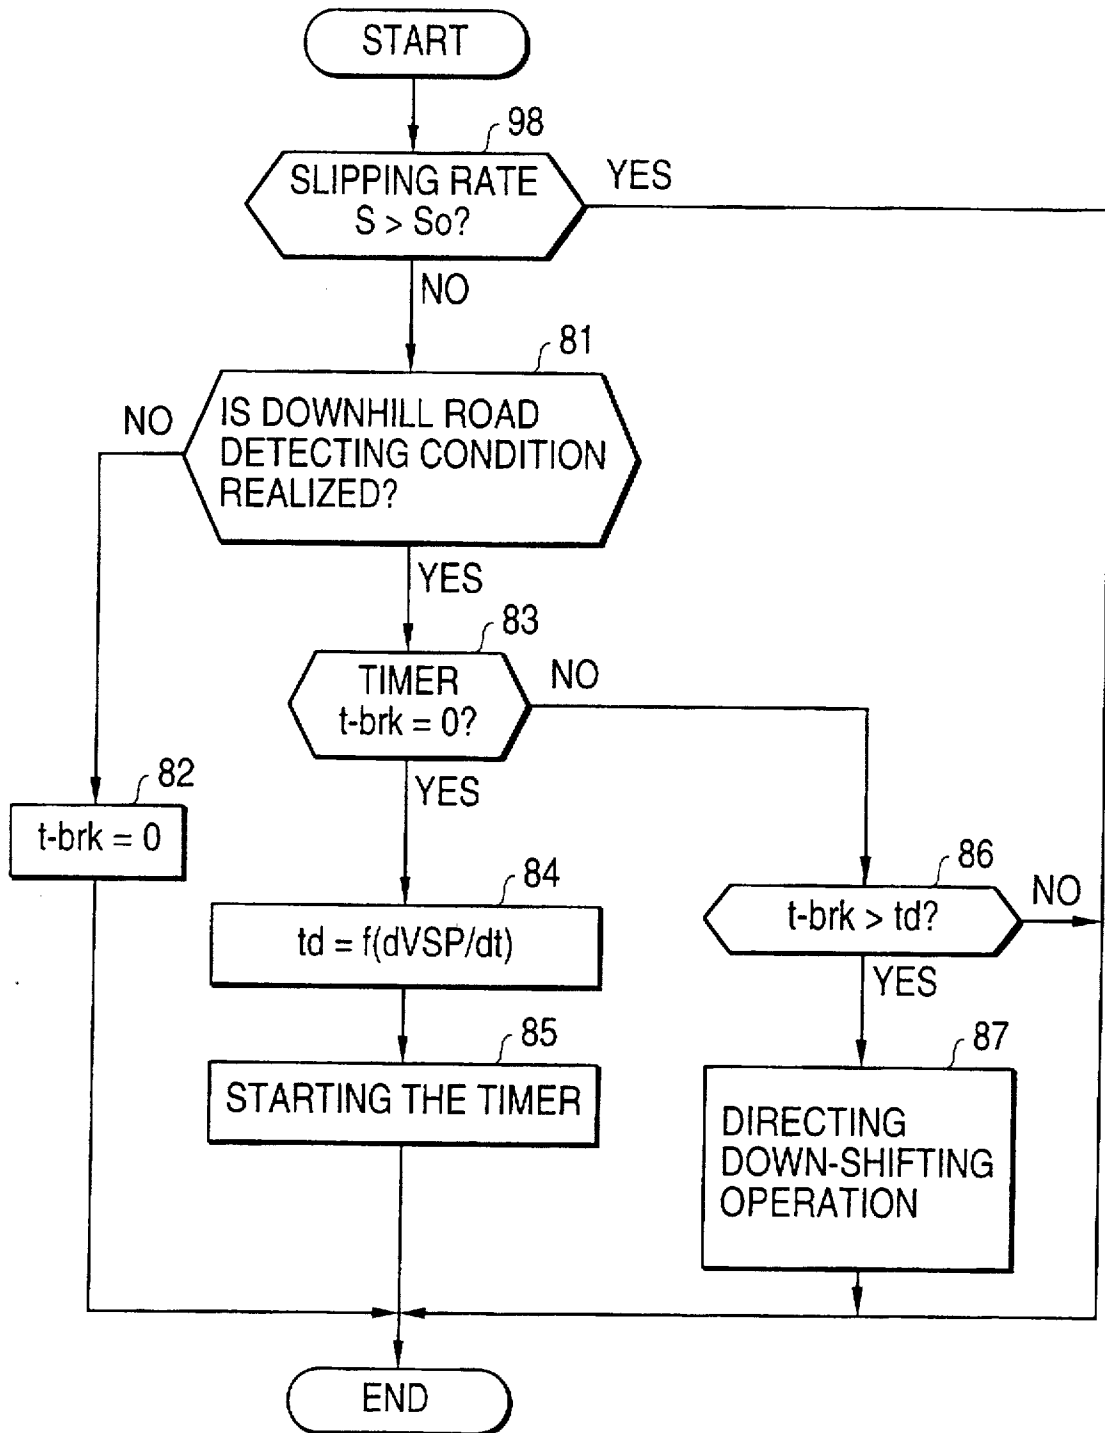 START
98
SLIPPING RATE
S > So?
YES
NO
81
NO
IS DOWNHILL ROAD
DETECTING CONDITION
REALIZED?
YES
83
TIMER
t-brk = 0?
NO
YES
82
t-brk = 0
84
td = f(dVSP/dt)
86
t-brk > td?
NO
YES
85
STARTING THE TIMER
87
DIRECTING
DOWN-SHIFTING
OPERATION
END